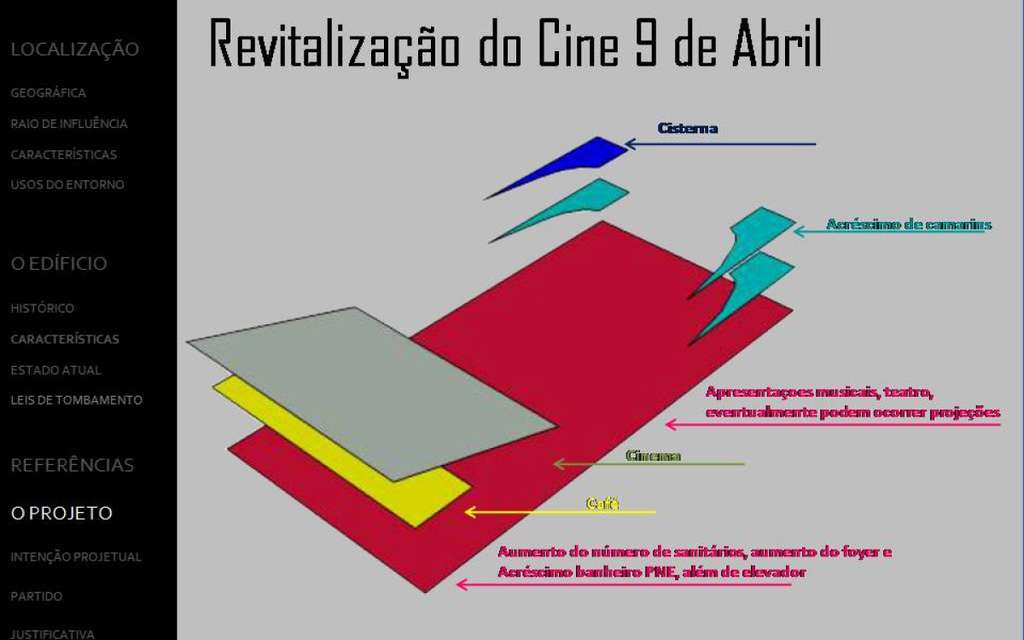 LOCALIZAÇÃO
GEOGRÁFICA
RAIO DE INFLUÊNCIA
CARACTERÍSTICAS
USOS DO ENTORNO
O EDÍFICIO
HISTÓRICO
CARACTERÍSTICAS
ESTADO ATUAL
LEIS DE TOMBAMENTO
REFERÊNCIAS
O PROJETO
INTENÇÃO PROJETUAL
PARTIDO
JUSTIFICATIVA
Revitalização do Cine 9 de Abril
Cisterna
Acréscimo de camarins
Apresentaçoes musicais, teatro,
eventualmernte podem ocorrer projeções
Cinema
Café
Aumento do número de sanitários, aumento do foyer e
Acréscimo banheiro PNE, além de elevador